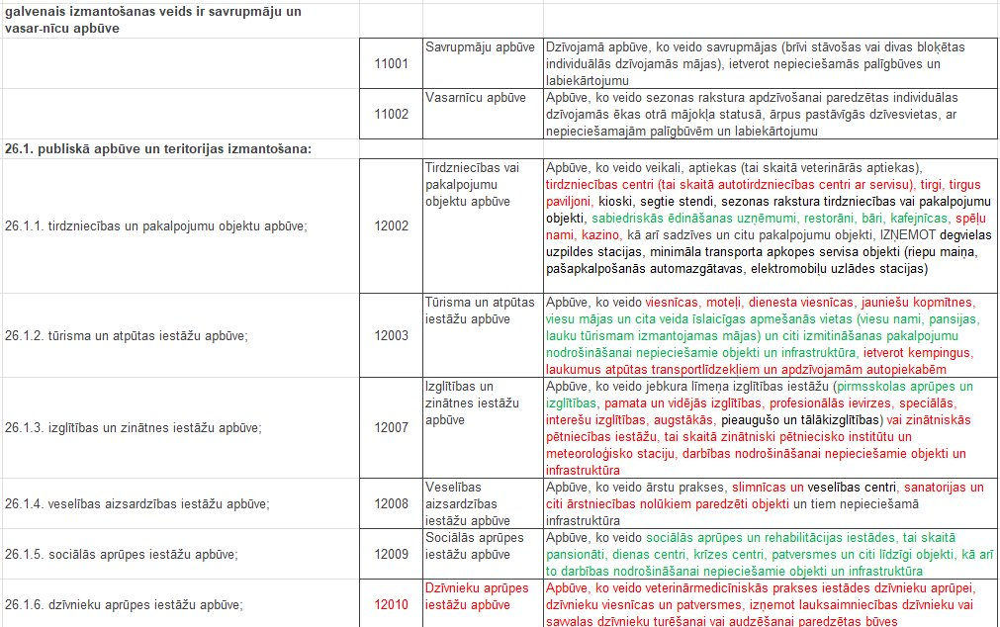 galvenais izmantošanas veids ir savrupmāju un
vasar-nīcu apbūve
11001
Savrupmāju apbūve
Dzīvojamā apbūve, ko veido savrupmājas (brīvi stāvošas vai divas bloķētas
individuālās dzīvojamās mājas), ietverot nepieciešamās palīgbūves un
labiekārtojumu
11002
Vasarnīcu apbūve
Apbūve, ko veido sezonas rakstura apdzīvošanai paredzētas individuālas
dzīvojamās ēkas otrā mājokļa statusā, ārpus pastāvīgās dzīvesvietas, ar
nepieciešamajām palīgbūvēm un labiekārtojumu
26.1. publiskā apbūve un teritorijas izmantošana:
26.1.1. tirdzniecības un pakalpojumu objektu apbūve;
12002
Tirdzniecības vai
pakalpojumu
objektu apbūve
Apbūve, ko veido veikali, aptiekas (tai skaitā veterinārās aptiekas),
tirdzniecības centri (tai skaitā autotirdzniecības centri ar servisu), tirgi, tirgus
paviljoni, kioski, segtie stendi, sezonas rakstura tirdzniecības vai pakalpojumu
objekti, sabiedriskās ēdināšanas uzņēmumi, restorāni, bāri, kafejnīcas, spēļu
nami, kazino, kā arī sadzīves un citu pakalpojumu objekti, IZŅEMOT degvielas
uzpildes stacijas, minimāla transporta apkopes servisa objekti (riepu maiņa,
pašapkalpošanās automazgātavas, elektromobiļu uzlādes stacijas)
26.1.2. tūrisma un atpūtas iestāžu apbūve;
12003
Tūrisma un atpūtas
iestāžu apbūve
Apbūve, ko veido viesnīcas, moteļi, dienesta viesnīcas, jauniešu kopmītnes,
viesu mājas un cita veida īslaicīgas apmešanās vietas (viesu nami, pansijas,
lauku tūrismam izmantojamas mājas) un citi izmitināšanas pakalpojumu
nodrošināšanai nepieciešamie objekti un infrastruktūra, ietverot kempingus,
laukumus atpūtas transportlīdzekļiem un apdzīvojamām autopiekabēm
26.1.3. izglītības un zinātnes iestāžu apbūve;
12007
Izglītības un
zinātnes iestāžu
apbūve
Apbūve, ko veido jebkura līmeņa izglītības iestāžu (pirmsskolas aprūpes un
izglītības, pamata un vidējās izglītības, profesionālās ievirzes, speciālās,
interešu izglītības, augstākās, pieaugušo un tālākizglītības) vai zinātniskās
pētniecības iestāžu, tai skaitā zinātniski pētniecisko institūtu un
meteoroloģisko staciju, darbības nodrošināšanai nepieciešamie objekti un
infrastruktūra
26.1.4. veselības aizsardzības iestāžu apbūve;
12008
Veselības
aizsardzības
iestāžu apbūve
Apbūve, ko veido ārstu prakses, slimnīcas un veselības centri, sanatorijas un
citi ārstniecības nolūkiem paredzēti objekti un tiem nepieciešamā
infrastruktūra
26.1.5. sociālās aprūpes iestāžu apbūve;
12009
Sociālās aprūpes
iestāžu apbūve
Apbūve, ko veido sociālās aprūpes un rehabilitācijas iestādes, tai skaitā
pansionāti, dienas centri, krīzes centri, patversmes un citi līdzīgi objekti, kā arī
to darbības nodrošināšanai nepieciešamie objekti un infrastruktūra
26.1.6. dzīvnieku aprūpes iestāžu apbūve;
12010
Dzīvnieku aprūpes
iestāžu apbūve
Apbūve, ko veido veterinārmedicīniskās prakses iestādes dzīvnieku aprūpei,
dzīvnieku viesnīcas un patversmes, izņemot lauksaimniecības dzīvnieku vai
savvaļas dzīvnieku turēšanai vai audzēšanai paredzētas būves